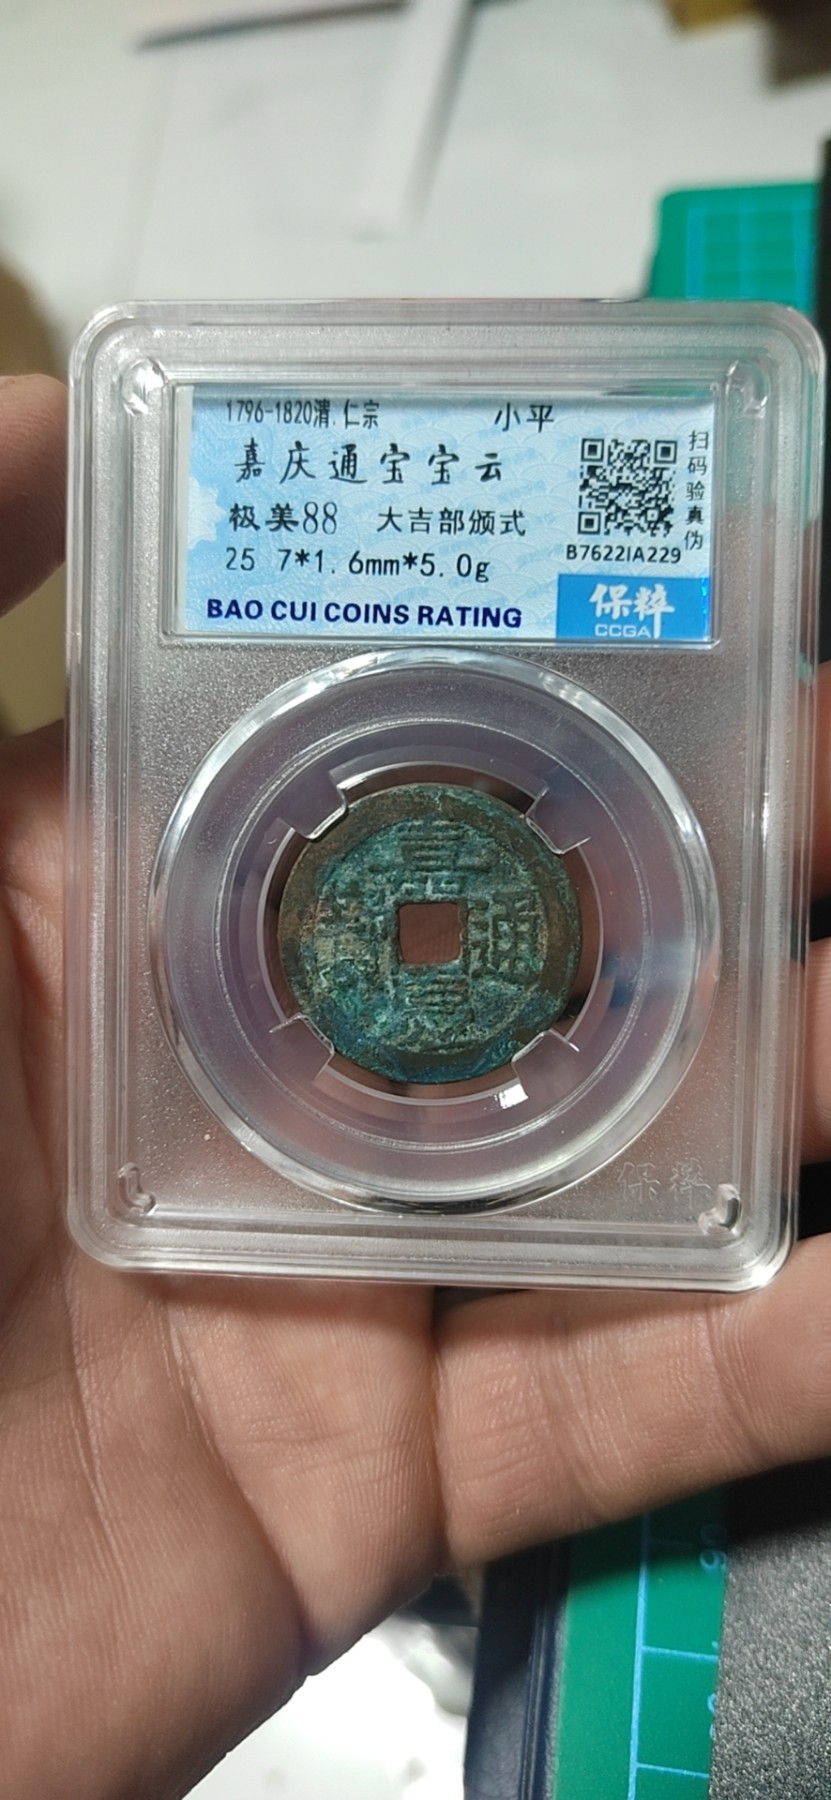 1796-1820清.仁宗 小平
嘉庆通宝宝云
极美88 大吉部颁式
25 7*1.6mm*5.0g
BAO CUI COINS RATING
扫码验真伪
B7622IA229
保粹
CCGA
嘉慶通寶
保粹